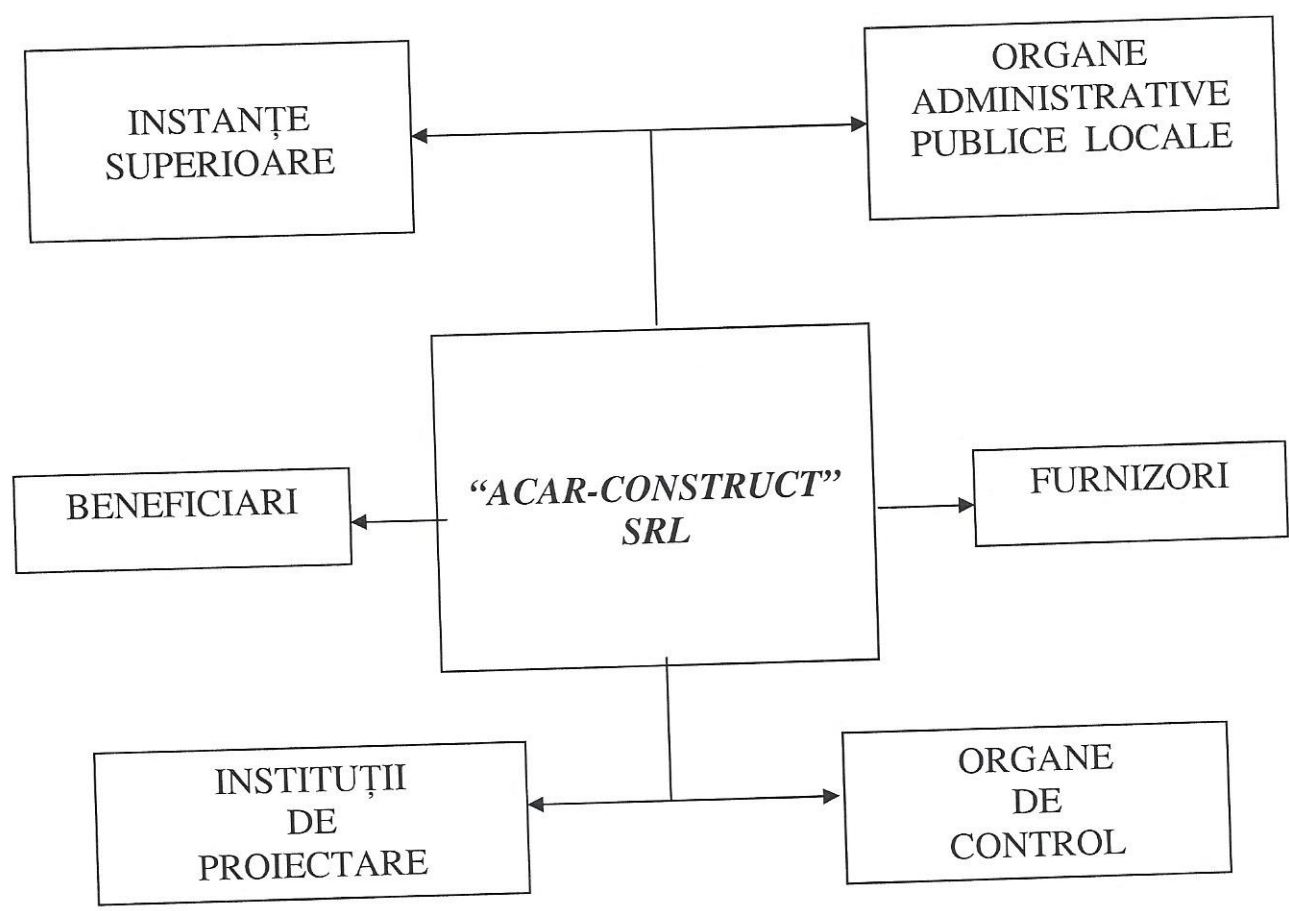 INSTANȚE
SUPERIOARE
ORGANE
ADMINISTRATIVE
PUBLICE LOCALE
“ACAR-CONSTRUCT”
SRL
BENEFICIARI
FURNIZORI
INSTITUȚII
DE
PROIECTARE
ORGANE
DE
CONTROL